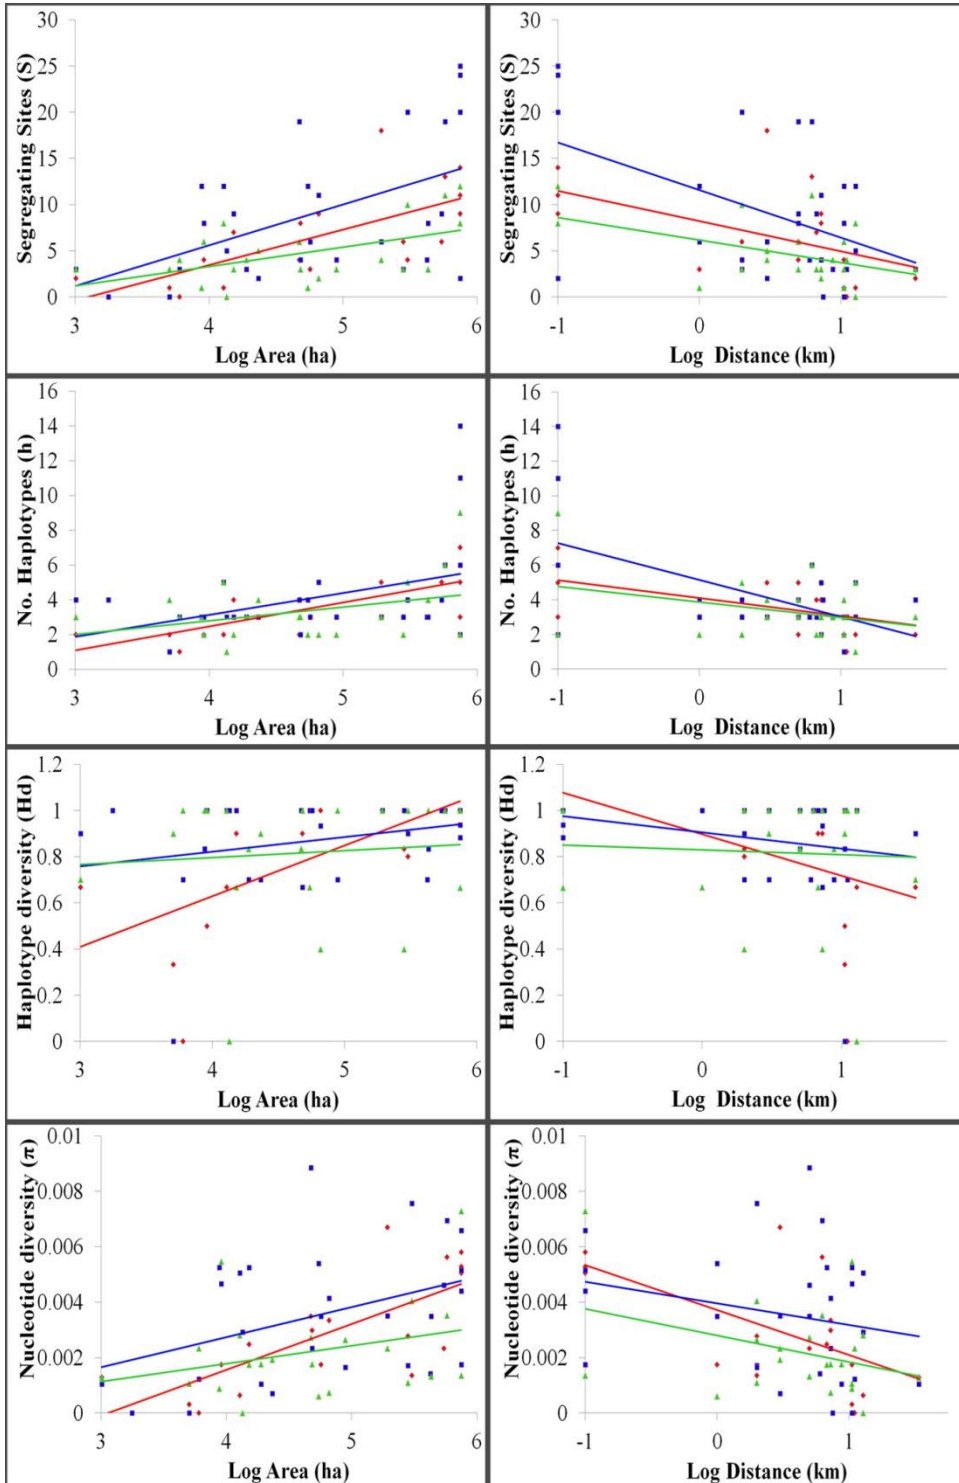 Segregating Sites (S)
30
25
20
15
10
5
0
3 4 5 6
Log Area (ha)
Segregating Sites (S)
30
25
20
15
10
5
0
-1 0 1
Log Distance (km)
No. Haplotypes (h)
16
14
12
10
8
6
4
2
0
3 4 5 6
Log Area (ha)
No. Haplotypes (h)
16
14
12
10
8
6
4
2
0
-1 0 1
Log Distance (km)
Haplotype diversity (Hd)
1.2
1
0.8
0.6
0.4
0.2
0
3 4 5 6
Log Area (ha)
Haplotype diversity (Hd)
1.2
1
0.8
0.6
0.4
0.2
0
-1 0 1
Log Distance (km)
Nucleotide diversity (π)
0.01
0.008
0.006
0.004
0.002
0
3 4 5 6
Log Area (ha)
Nucleotide diversity (π)
0.01
0.008
0.006
0.004
0.002
0
-1 0 1
Log Distance (km)